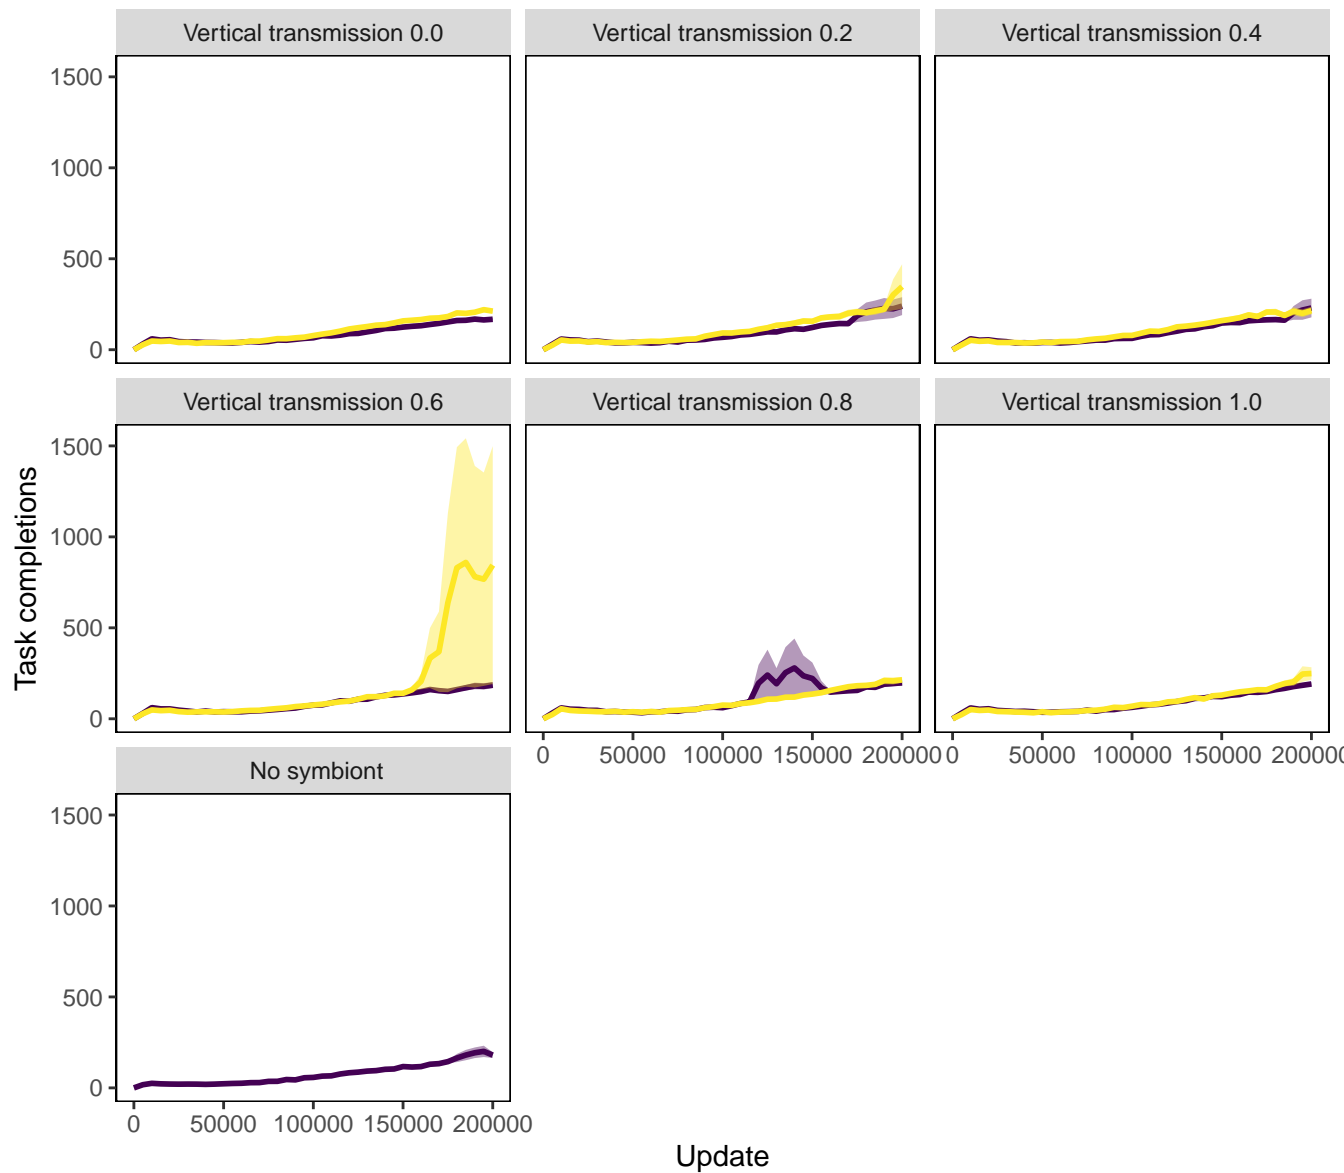 Vertical transmission 0.0
Vertical transmission 0.2
Vertical transmission 0.4
1500
1000
500
0
Vertical transmission 0.6
Vertical transmission 0.8
Vertical transmission 1.0
1500
1000
500
0
0 50000 100000 150000 200000
0 50000 100000 150000 200000
No symbiont
1500
1000
500
0
0 50000 100000 150000 200000
Task completions
Update